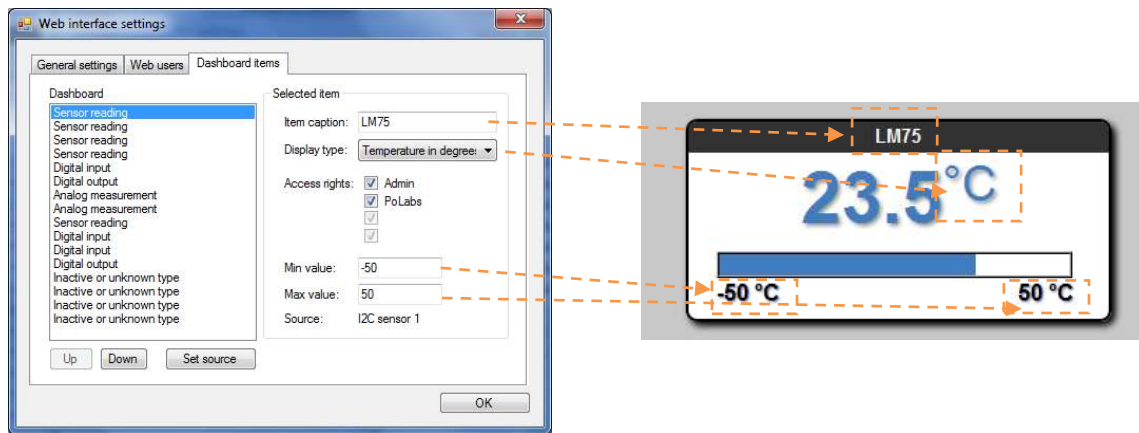 Web interface settings
General settings
Web users
Dashboard items
Dashboard
Sensor reading
Sensor reading
Sensor reading
Sensor reading
Digital input
Digital output
Analog measurement
Analog measurement
Sensor reading
Digital input
Digital input
Digital output
Inactive or unknown type
Inactive or unknown type
Inactive or unknown type
Inactive or unknown type
Up
Down
Set source
Selected item
Item caption: LM75
Display type: Temperature in degree:
Access rights: Admin
PoLabs
Min value: -50
Max value: 50
Source: I2C sensor 1
OK
LM75
23.5°C
-50 °C 50 °C